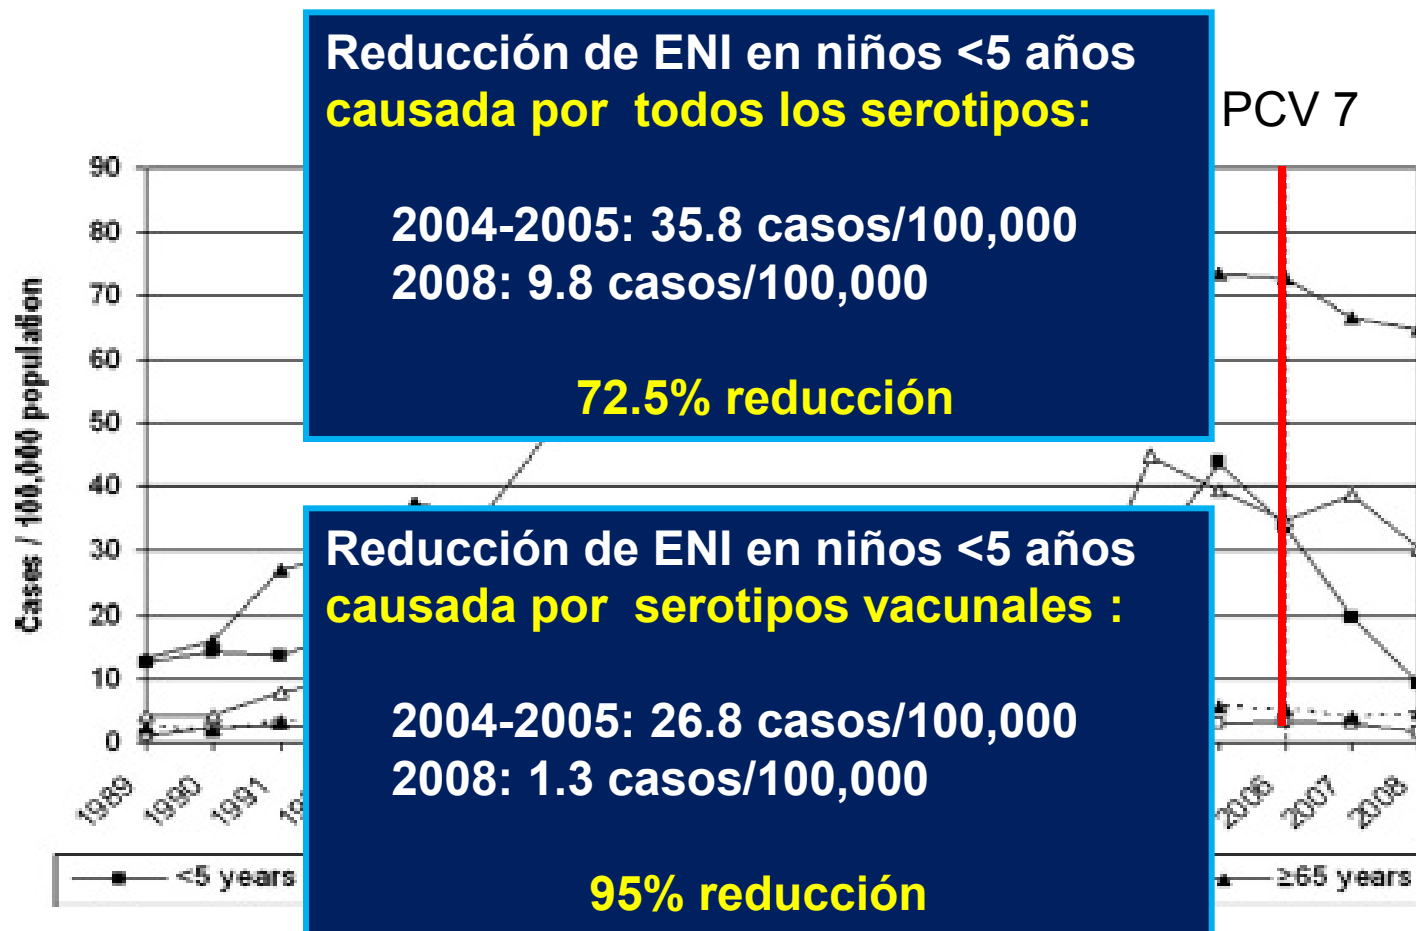 Reducción de ENI en niños <5 años
causada por  todos los serotipos:
2004-2005: 35.8 casos/100,000
2008: 9.8 casos/100,000
72.5% reducción
PCV 7
Cases / 100,000 population
90
80
70
60
50
40
30
20
10
0
Reducción de ENI en niños <5 años
causada por  serotipos vacunales :
2004-2005: 26.8 casos/100,000
2008: 1.3 casos/100,000
95% reducción
1989
1990
1991
2006
2007
2008
<5 years
≥65 years